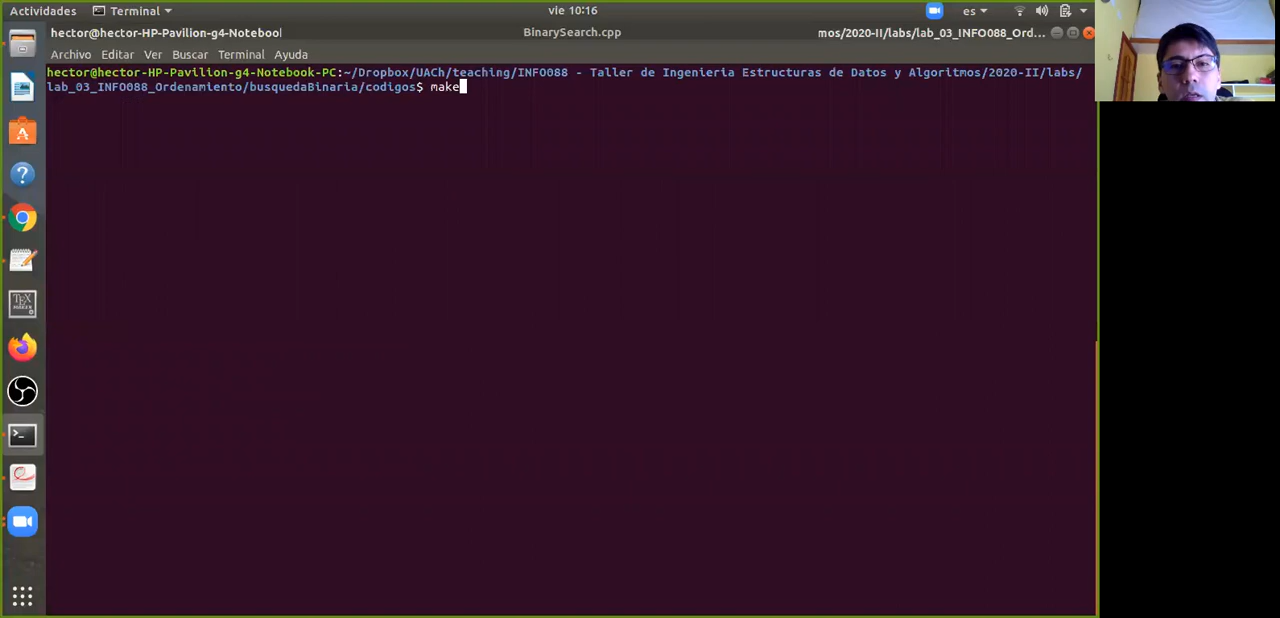 Actividades Terminal vie 10:16 es
hector@hector-HP-Pavilion-g4-Notebool BinarySearch.cpp mos/2020-II/labs/lab_03_INFO088_Ord...
Archivo Editar Ver Buscar Terminal Ayuda
hector@hector-HP-Pavilion-g4-Notebook-PC:~/Dropbox/UACh/teaching/INFO088 - Taller de Ingenieria Estructuras de Datos y Algoritmos/2020-II/labs/
lab_03_INFO088_Ordenamiento/busquedaBinaria/codigos$ make